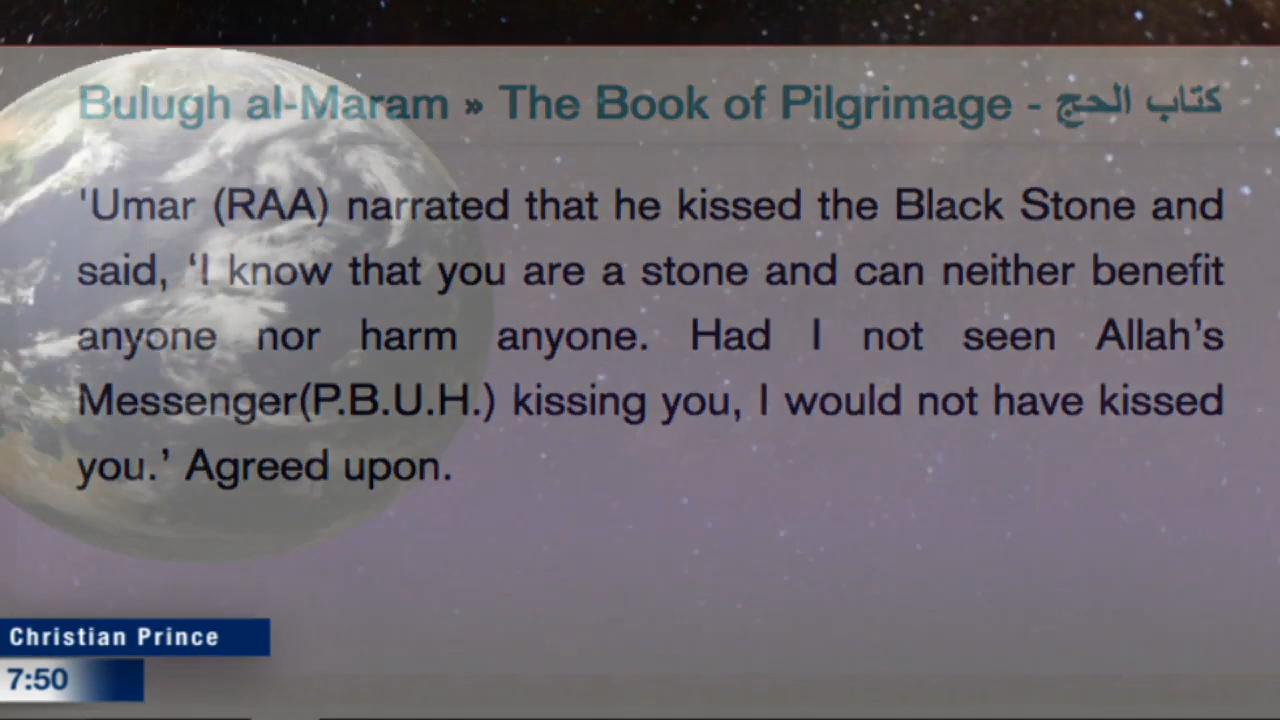 Bulugh al-Maram » The Book of Pilgrimage - كتاب الحج
'Umar (RAA) narrated that he kissed the Black Stone and
said, ‘I know that you are a stone and can neither benefit
anyone nor harm anyone. Had I not seen Allah’s
Messenger(P.B.U.H.) kissing you, I would not have kissed
you.’ Agreed upon.
Christian Prince
7:50